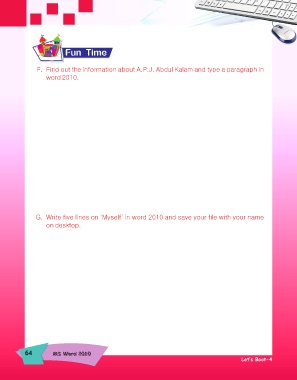 Fun Time
F. Find out the information about A.P.J. Abdul Kalam and type a paragraph in
word 2010.
G. Write five lines on 'Myself' in word 2010 and save your file with your name
on desktop.
64 MS Word 2010
Let's Boot-4